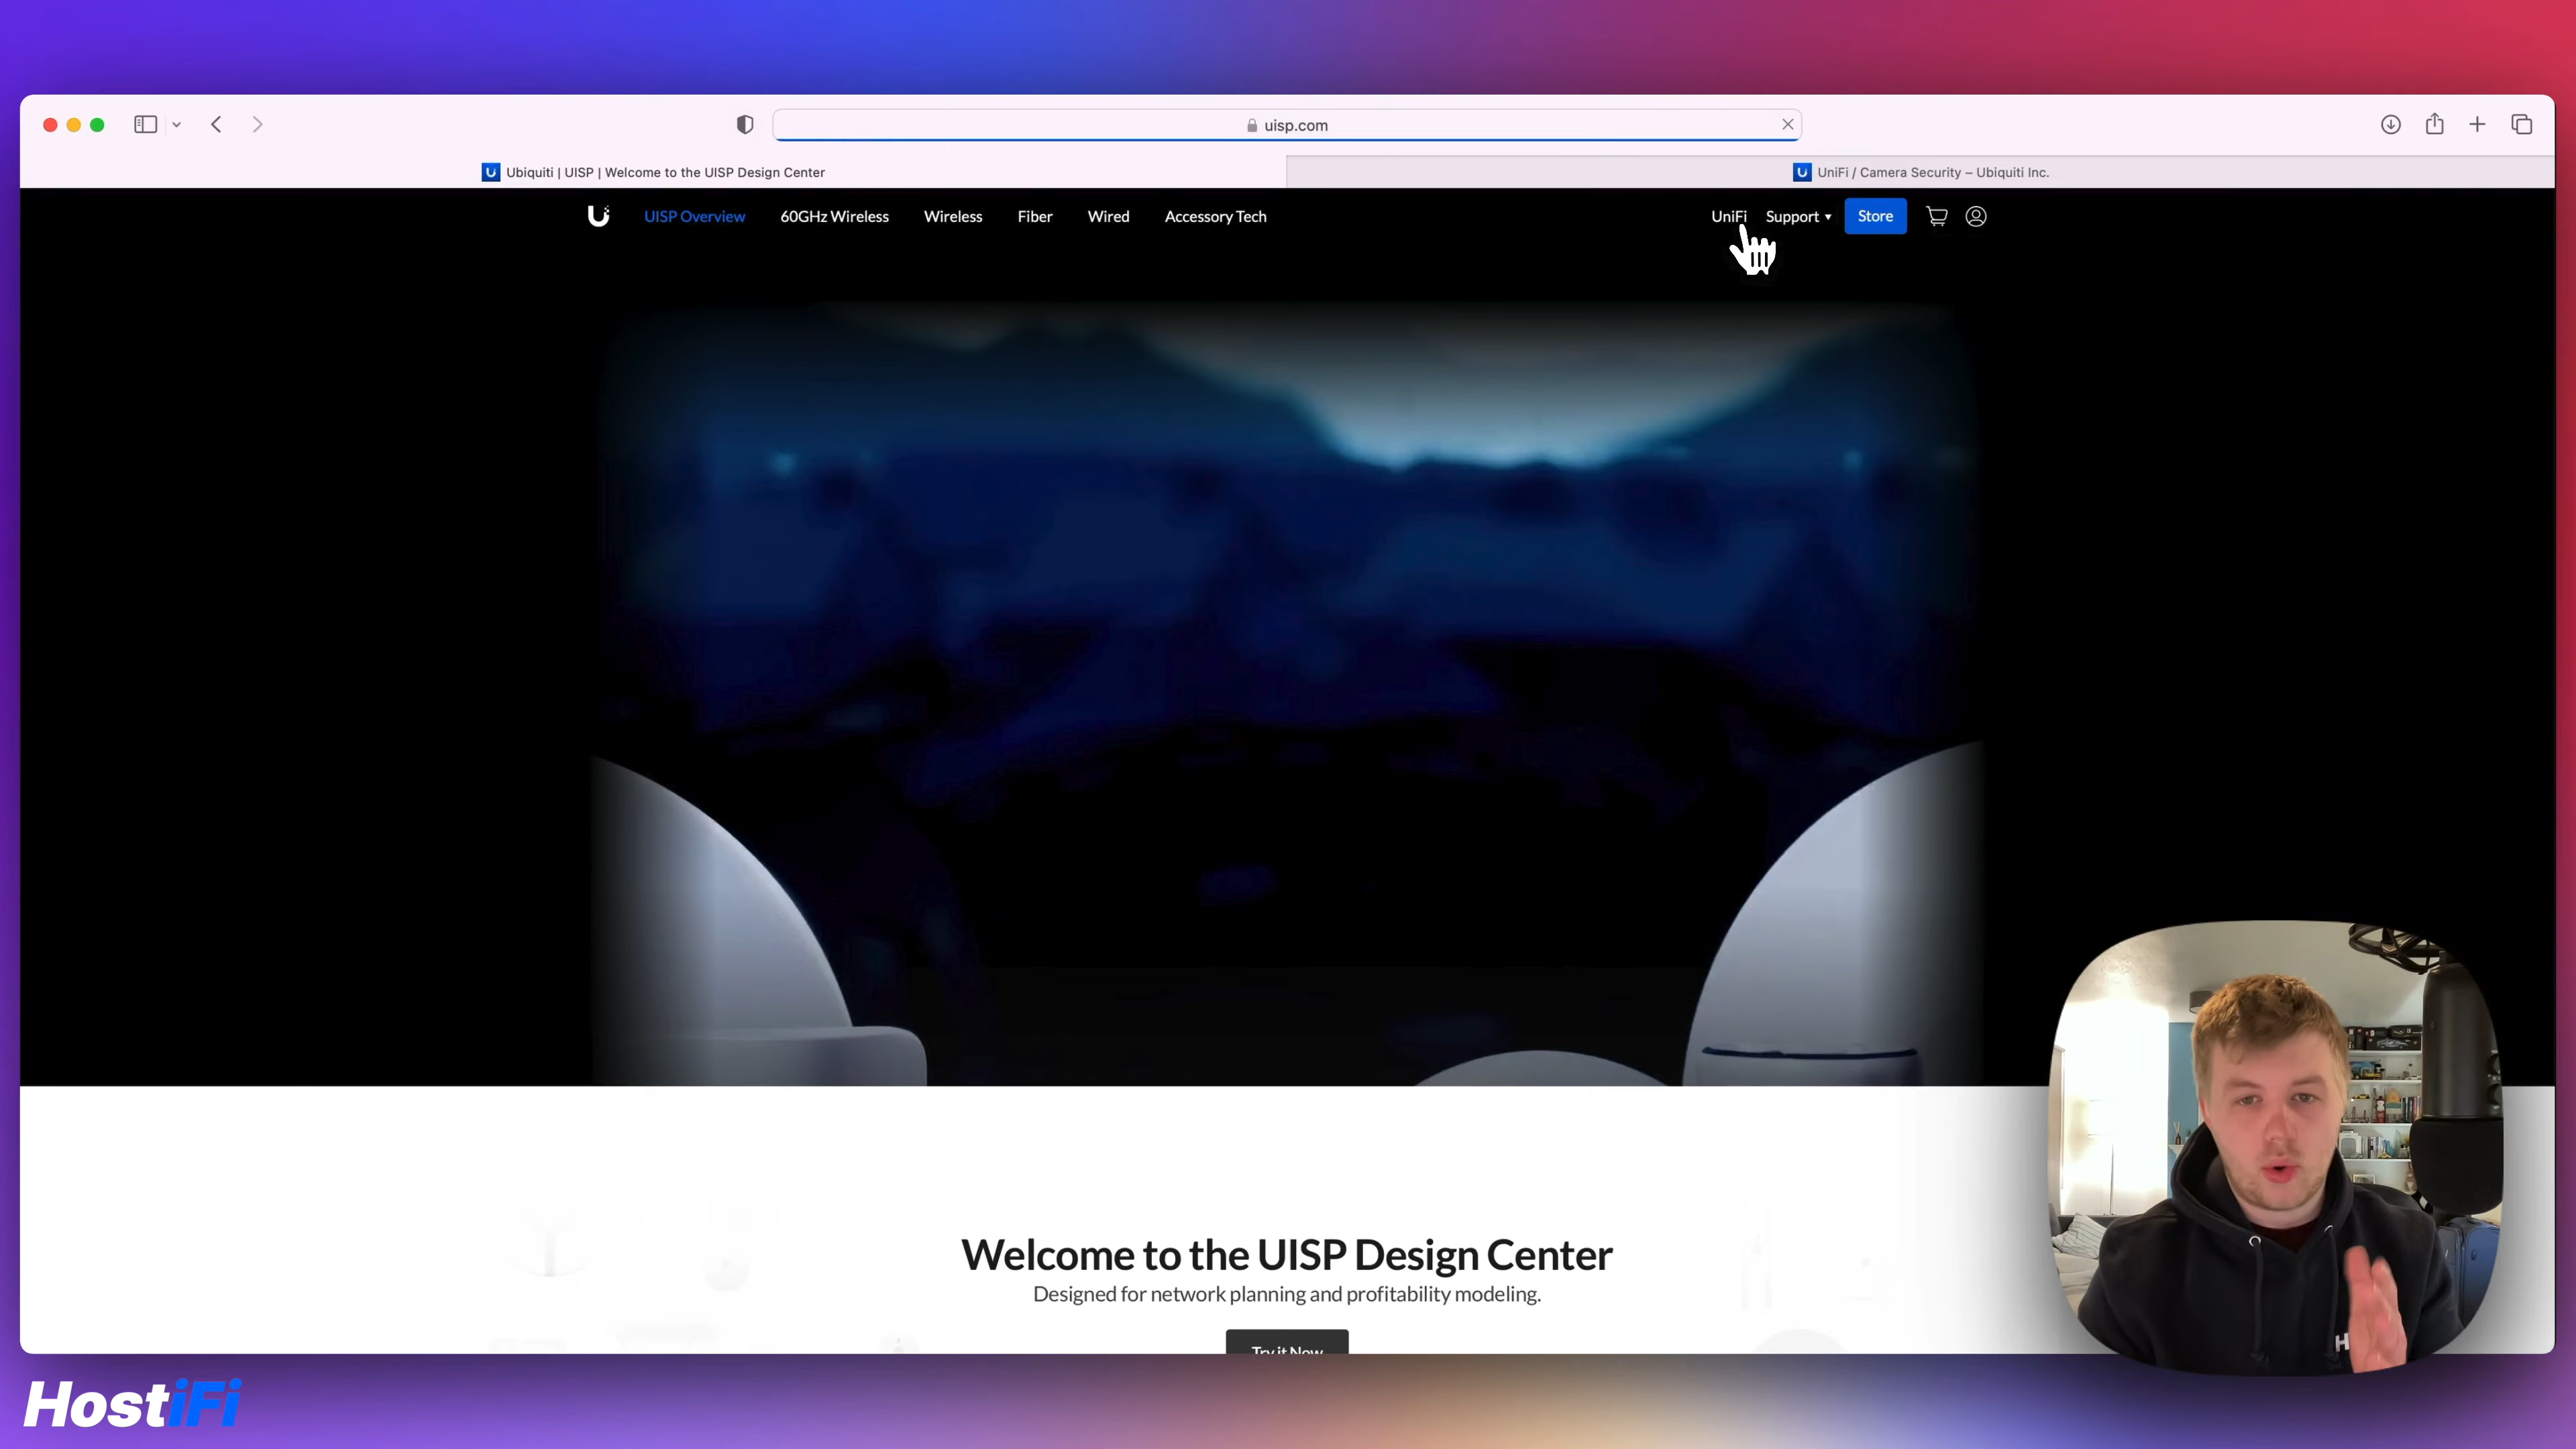 uisp.com
Ubiquiti | UISP | Welcome to the UISP Design Center
UniFi / Camera Security – Ubiquiti Inc.
UISP Overview 60GHz Wireless Wireless Fiber Wired Accessory Tech UniFi Support Store
Welcome to the UISP Design Center
Designed for network planning and profitability modeling.
Try it Now
H
HostiFi